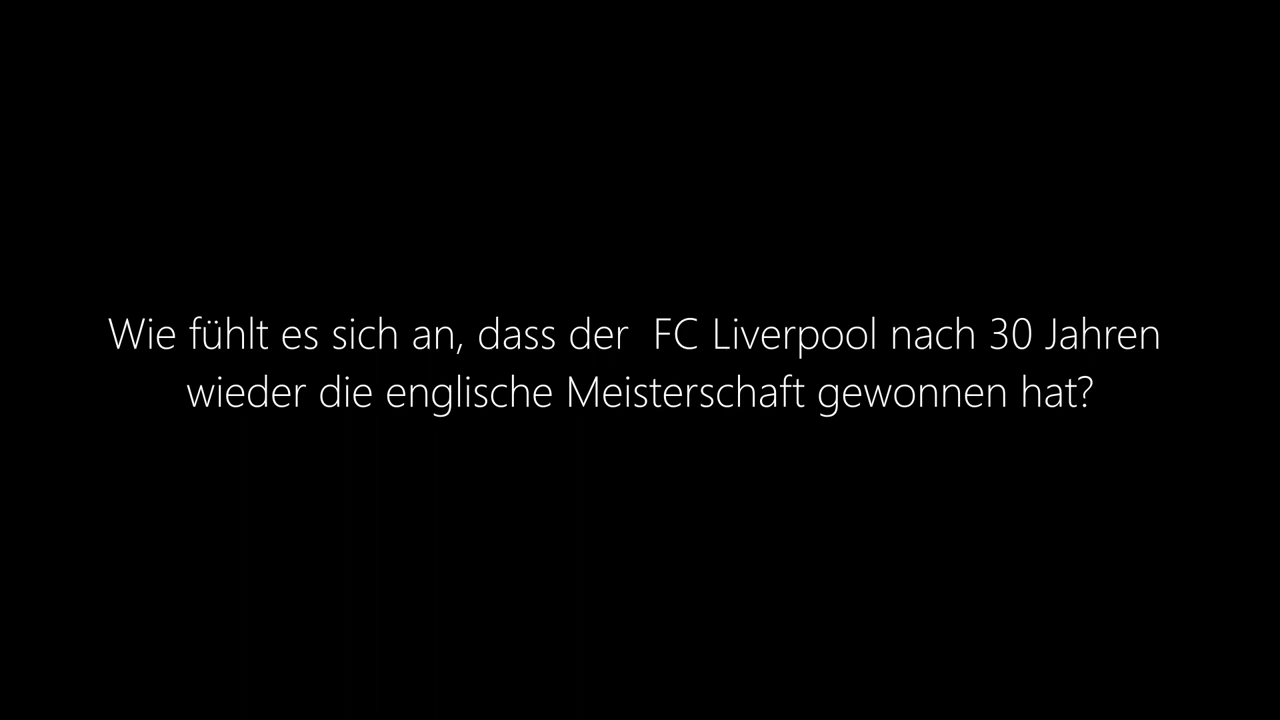 Wie fühlt es sich an, dass der  FC Liverpool nach 30 Jahren
wieder die englische Meisterschaft gewonnen hat?